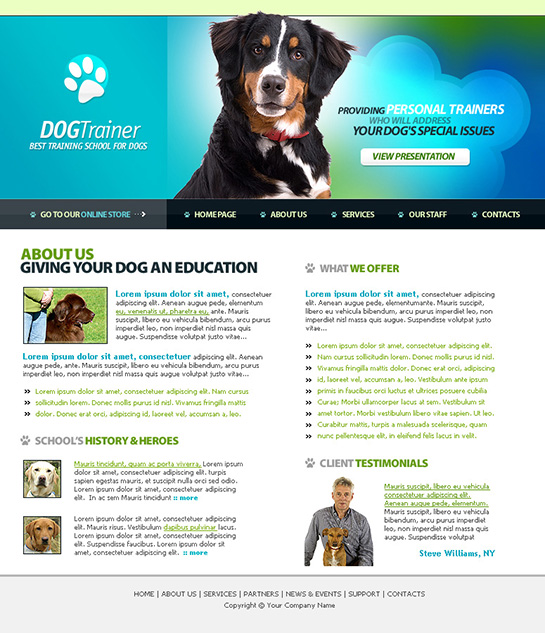 DOGTrainer
BEST TRAINING SCHOOL FOR DOGS
PROVIDING PERSONAL TRAINERS
WHO WILL ADDRESS
YOUR DOG'S SPECIAL ISSUES
VIEW PRESENTATION
GO TO OUR ONLINE STORE
HOME PAGE
ABOUT US
SERVICES
OUR STAFF
CONTACTS
ABOUT US
GIVING YOUR DOG AN EDUCATION
Lorem ipsum dolor sit amet, consectetuer
adipiscing elit. Aenean augue pede, elementum
eu, venenatis ut, pharetra eu, ante. Mauris
suscipit, libero eu vehicula bibendum, arcu purus
imperdiet leo, non imperdiet nisl massa quis
augue. Suspendisse volutpat justo
vitae...
Lorem ipsum dolor sit amet, consectetuer adipiscing elit. Aenean augue
pede, ante. Mauris suscipit, libero eu vehicula bibendum, arcu purus
imperdiet leo, non imperdiet nisl massa quis augue. Suspendisse volutpat
justo vitae...
Lorem ipsum dolor sit amet, consectetuer adipiscing elit. Nam cursus
sollicitudin lorem. Donec mollis purus id nisl. Vivamus fringilla mattis
dolor. Donec erat orci, adipiscing id, laoreet vel, accumsan a, leo.
SCHOOL'S HISTORY & HEROES
Mauris tincidunt, quam ac porta viverra, Lorem ipsum
dolor sit amet, consectetuer adipiscing elit. turpis
sapien egestas mauris, et suscipit nulla orci sed odio.
Lorem ipsum dolor sit amet, consectetuer adipiscing
elit. In ac sem Mauris tincidunt :: more
Lorem ipsum dolor sit amet, consectetuer adipiscing
elit. Mauris risus. Vestibulum dapibus pulvinar lacus.
Lorem ipsum dolor sit amet, consectetuer adipiscing
elit. Suspendisse faucibus. Lorem ipsum dolor sit
amet, consectetuer adipiscing elit. :: more
WHAT WE OFFER
Lorem ipsum dolor sit amet, consectetuer
adipiscing elit. Aenean augue pede, elementumante. Mauris
suscipit, libero eu vehicula bibendum, arcu purus
imperdiet leo, non imperdiet nisl massa quis
augue. Suspendisse volutpat justo
vitae...
Lorem ipsum dolor sit amet, consectetuer adipiscing elit.
Nam cursus sollicitudin lorem. Donec mollis purus id nisl.
Vivamus fringilla mattis dolor. Donec erat orci, adipiscing
id, laoreet vel, accumsan a, leo. Vestibulum ante ipsum
primis in faucibus orci luctus et ultrices posuere cubilia
Curae; Morbi ullamcorper lacus at sem. Vestibulum sit
amet tortor. Morbi vestibulum libero vitae sapien. Ut leo.
Curabitur mattis, turpis a malesuada scelerisque, quam
nunc pellentesque elit, in eleifend felis lacus in velit.
CLIENT TESTIMONIALS
Mauris suscipit, libero eu vehicula
consectetuer adipiscing elit.
Aenean augue pede, elementum.
Mauris suscipit, libero eu vehicula
bibendum, arcu purus imperdiet
leo, non imperdiet nisl massa quis
augue. Suspendisse volutpat
Steve Williams, NY
HOME | ABOUT US | SERVICES | PARTNERS | NEWS & EVENTS | SUPPORT | CONTACTS
Copyright © Your Company Name